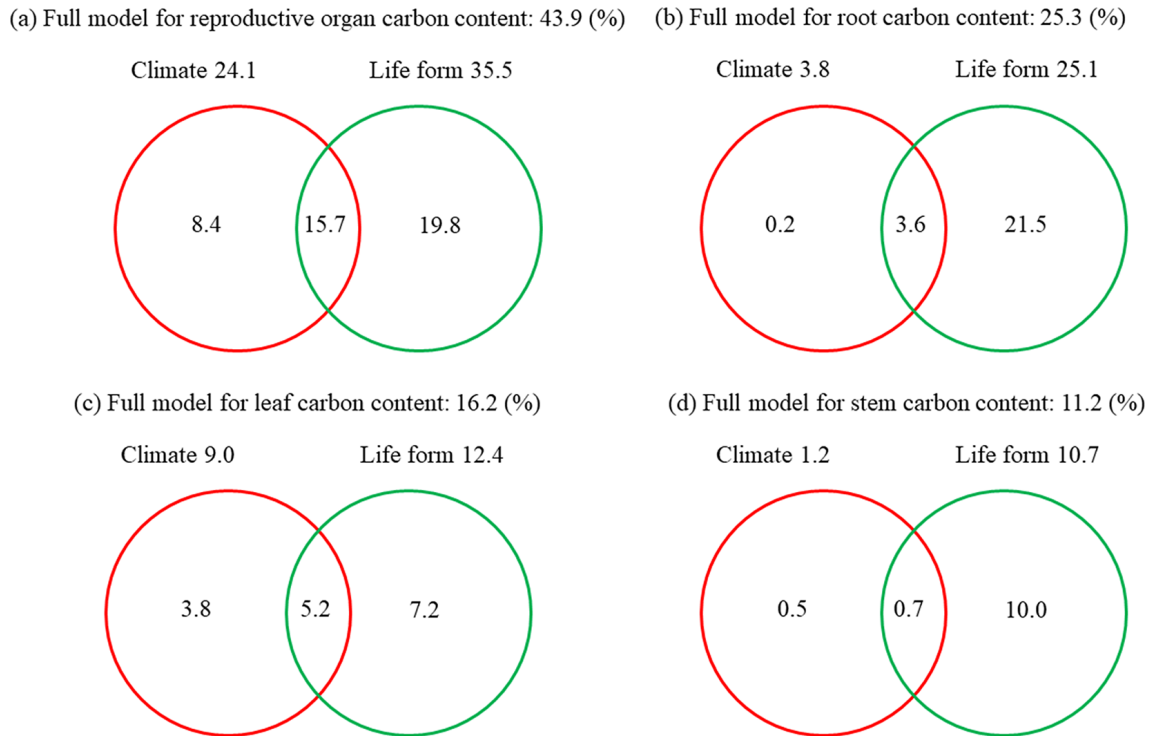 (a) Full model for reproductive organ carbon content: 43.9 (%)
Climate 24.1 Life form 35.5
8.4 15.7 19.8
(b) Full model for root carbon content: 25.3 (%)
Climate 3.8 Life form 25.1
0.2 3.6 21.5
(c) Full model for leaf carbon content: 16.2 (%)
Climate 9.0 Life form 12.4
3.8 5.2 7.2
(d) Full model for stem carbon content: 11.2 (%)
Climate 1.2 Life form 10.7
0.5 0.7 10.0